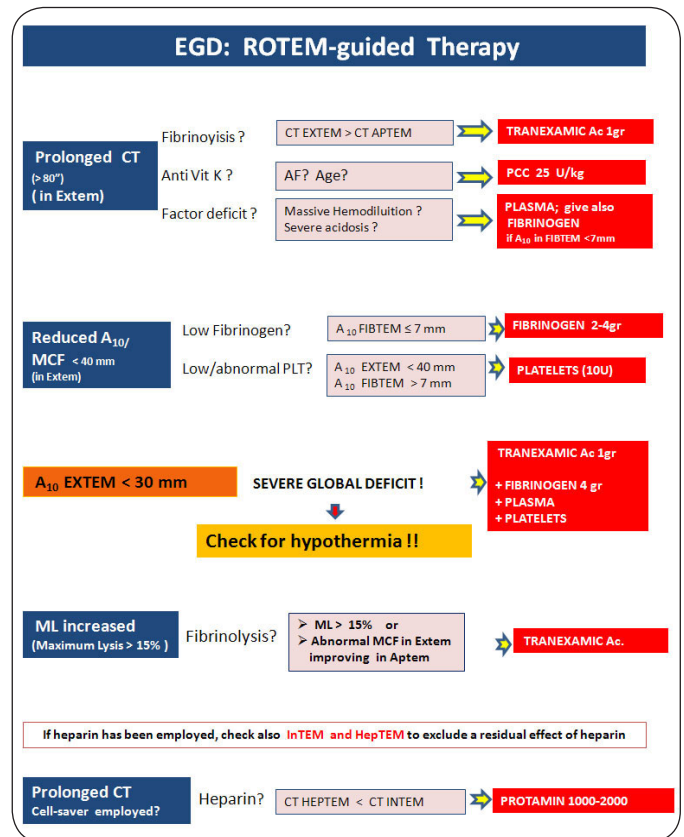 EGD: ROTEM-guided Therapy
Prolonged CT
(> 80")
( in Extem)
Fibrinoyisis ?
CT EXTEM > CT APTEM
TRANEXAMIC Ac 1gr
Anti Vit K ?
AF? Age?
PCC 25 U/kg
Factor deficit ?
Massive Hemodiluition ?
Severe acidosis ?
PLASMA; give also
FIBRINOGEN
if A10 in FIBTEM <7mm
Reduced A10/
MCF < 40 mm
(in Extem)
Low Fibrinogen?
A10 FIBTEM ≤ 7 mm
FIBRINOGEN 2-4gr
Low/abnormal PLT?
A10 EXTEM < 40 mm
A10 FIBTEM > 7 mm
PLATELETS (10U)
A10 EXTEM < 30 mm
SEVERE GLOBAL DEFICIT !
TRANEXAMIC Ac 1gr
+ FIBRINOGEN 4 gr
+ PLASMA
+ PLATELETS
Check for hypothermia !!
ML increased
(Maximum Lysis > 15% )
Fibrinolysis?
➢ ML > 15% or
➢ Abnormal MCF in Extem
improving in Aptem
TRANEXAMIC Ac.
If heparin has been employed, check also InTEM and HepTEM to exclude a residual effect of heparin
Prolonged CT
Cell-saver employed?
Heparin?
CT HEPTEM < CT INTEM
PROTAMIN 1000-2000